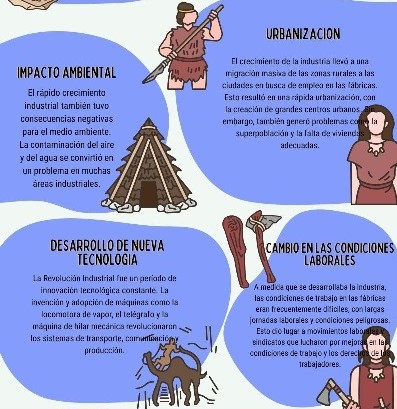 URBANIZACIÓN
El crecimiento de la industria llevó a una
migración masiva de las zonas rurales a las
ciudades en busca de empleo en las fábricas.
Esto resultó en una rápida urbanización, con
la creación de grandes centros urbanos. Sin
embargo, también generó problemas como la
superpoblación y la falta de viviendas
adecuadas.
IMPACTO AMBIENTAL
El rápido crecimiento
industrial también tuvo
consecuencias negativas
para el medio ambiente.
La contaminación del aire
y del agua se convirtió en
un problema en muchas
áreas industriales.
DESARROLLO DE NUEVA
TECNOLOGIA
La Revolución Industrial fue un período de
innovación tecnológica constante. La
invención y adopción de máquinas como la
locomotora de vapor, el telégrafo y la
máquina de hilar mecánica revolucionaron
los sistemas de transporte, comunicación y
producción.
CAMBIO EN LAS CONDICIONES
LABORALES
A medida que se desarrollaba la industria,
las condiciones de trabajo en las fábricas
eran frecuentemente difíciles, con largas
jornadas laborales y condiciones peligrosas.
Esto dio lugar a movimientos laborales y
sindicatos que lucharon por mejorar las
condiciones de trabajo y los derechos de los
trabajadores.